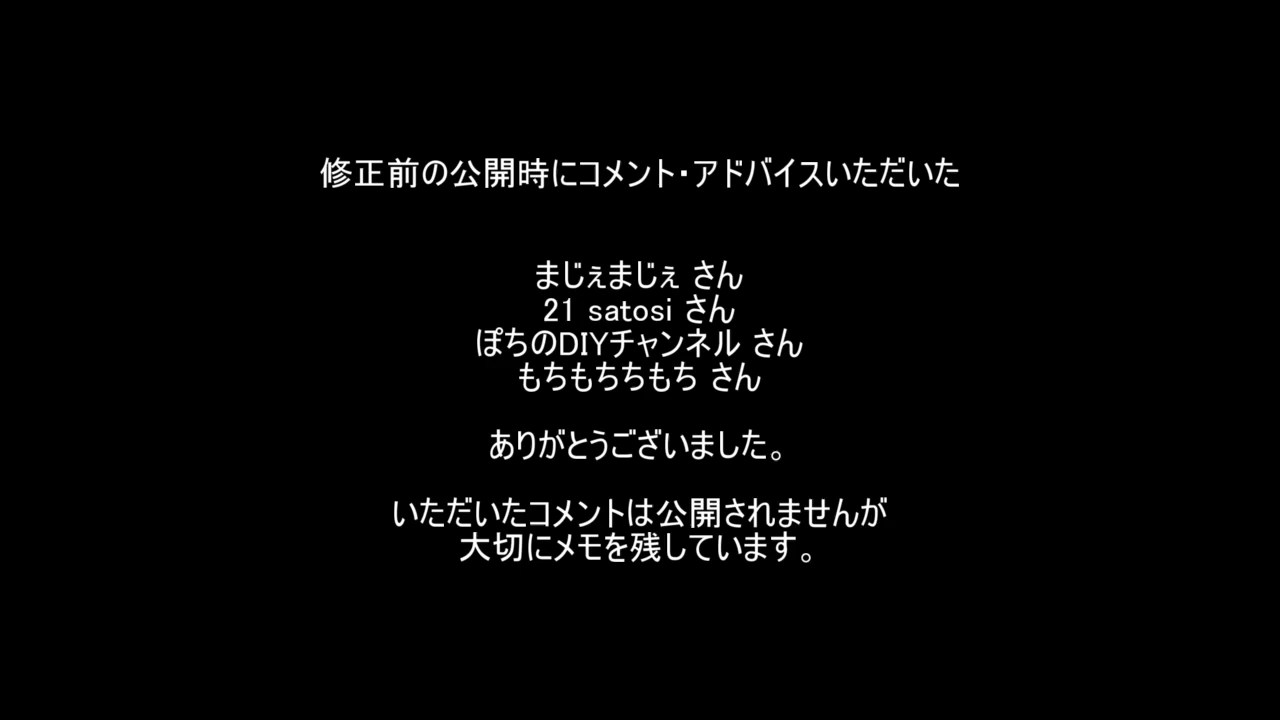 修正前の公開時にコメント・アドバイスいただいた
まじぇまじぇ さん
21 satosi さん
ぽちのDIYチャンネル さん
もちもちちもち さん
ありがとうございました。
いただいたコメントは公開されませんが
大切にメモを残しています。